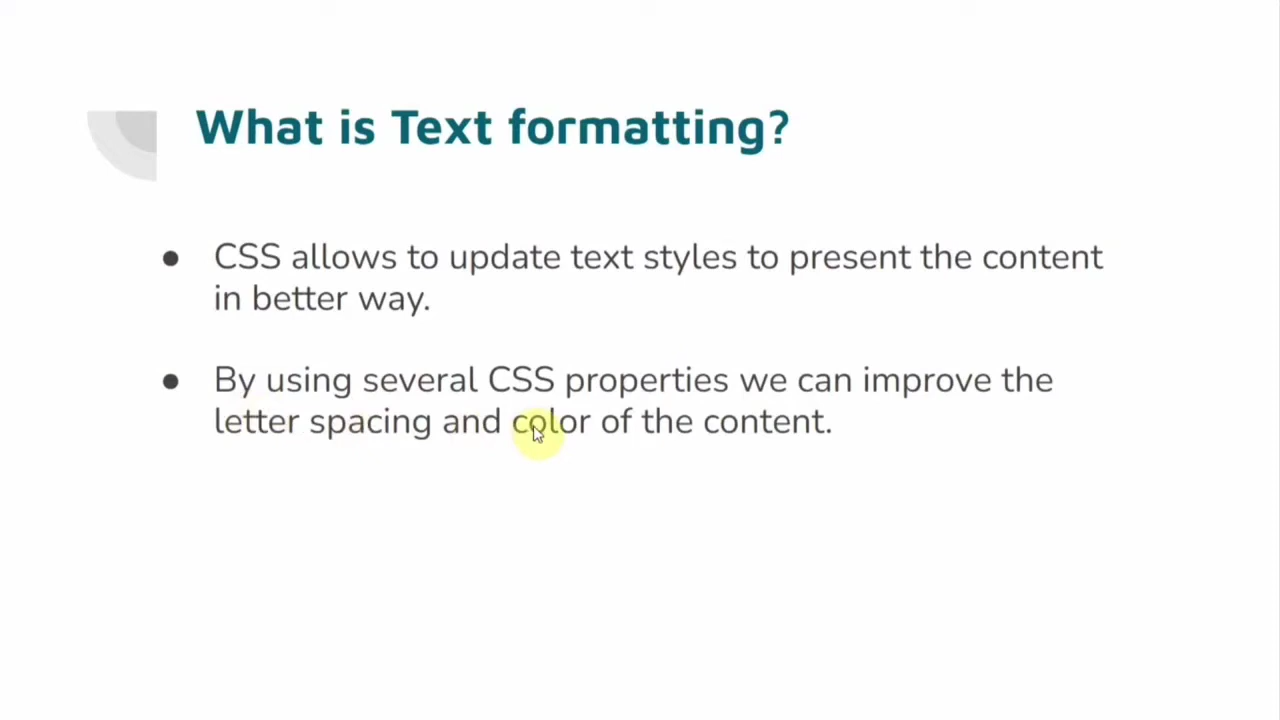 What is Text formatting?
● CSS allows to update text styles to present the content
in better way.
● By using several CSS properties we can improve the
letter spacing and color of the content.